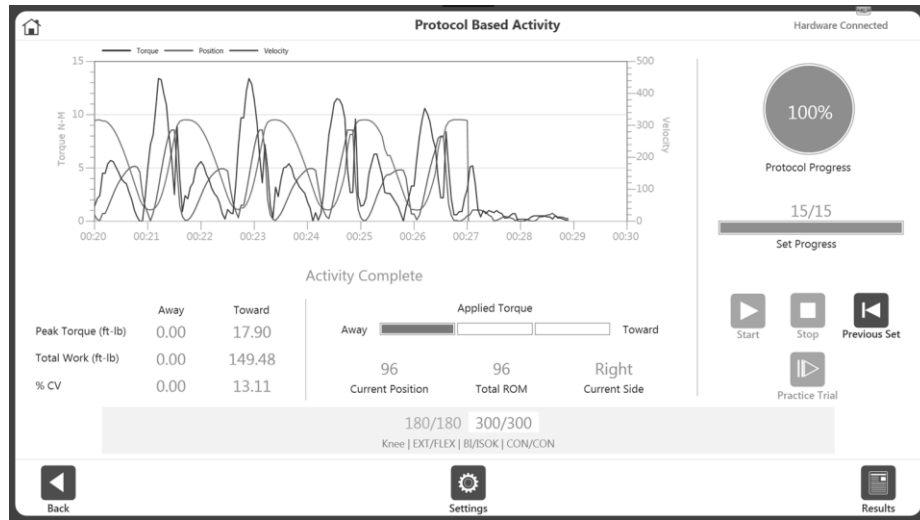 Protocol Based Activity
Hardware Connected
Torque Position Velocity
15
10
5
0
Torque N-M
500
400
300
200
100
0
Velocity
00:20 00:21 00:22 00:23 00:24 00:25 00:26 00:27 00:28 00:29 00:30
100%
Protocol Progress
15/15
Set Progress
Activity Complete
Away Toward
Peak Torque (ft-lb) 0.00 17.90
Total Work (ft-lb) 0.00 149.48
% CV 0.00 13.11
Applied Torque
Away Toward
96 96 Right
Current Position Total ROM Current Side
Start Stop Previous Set
Practice Trial
180/180 300/300
Knee | EXT/FLEX | BI/ISOK | CON/CON
Back Settings Results